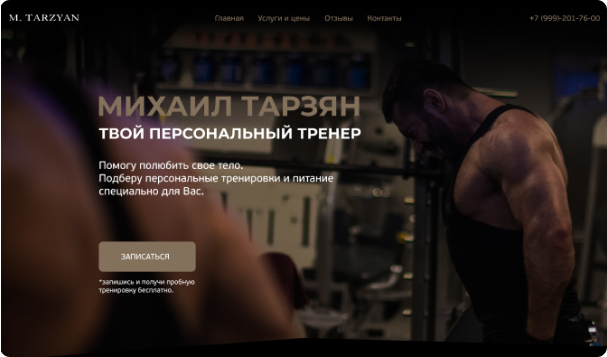 M. TARZYAN
Главная Услуги и цены Отзывы Контакты
+7 (999)-201-76-00
МИХАИЛ ТАРЗЯН
ТВОЙ ПЕРСОНАЛЬНЫЙ ТРЕНЕР
Помогу полюбить свое тело.
Подберу персональные тренировки и питание
специально для Вас.
ЗАПИСАТЬСЯ
*запишись и получи пробную
тренировку бесплатно.